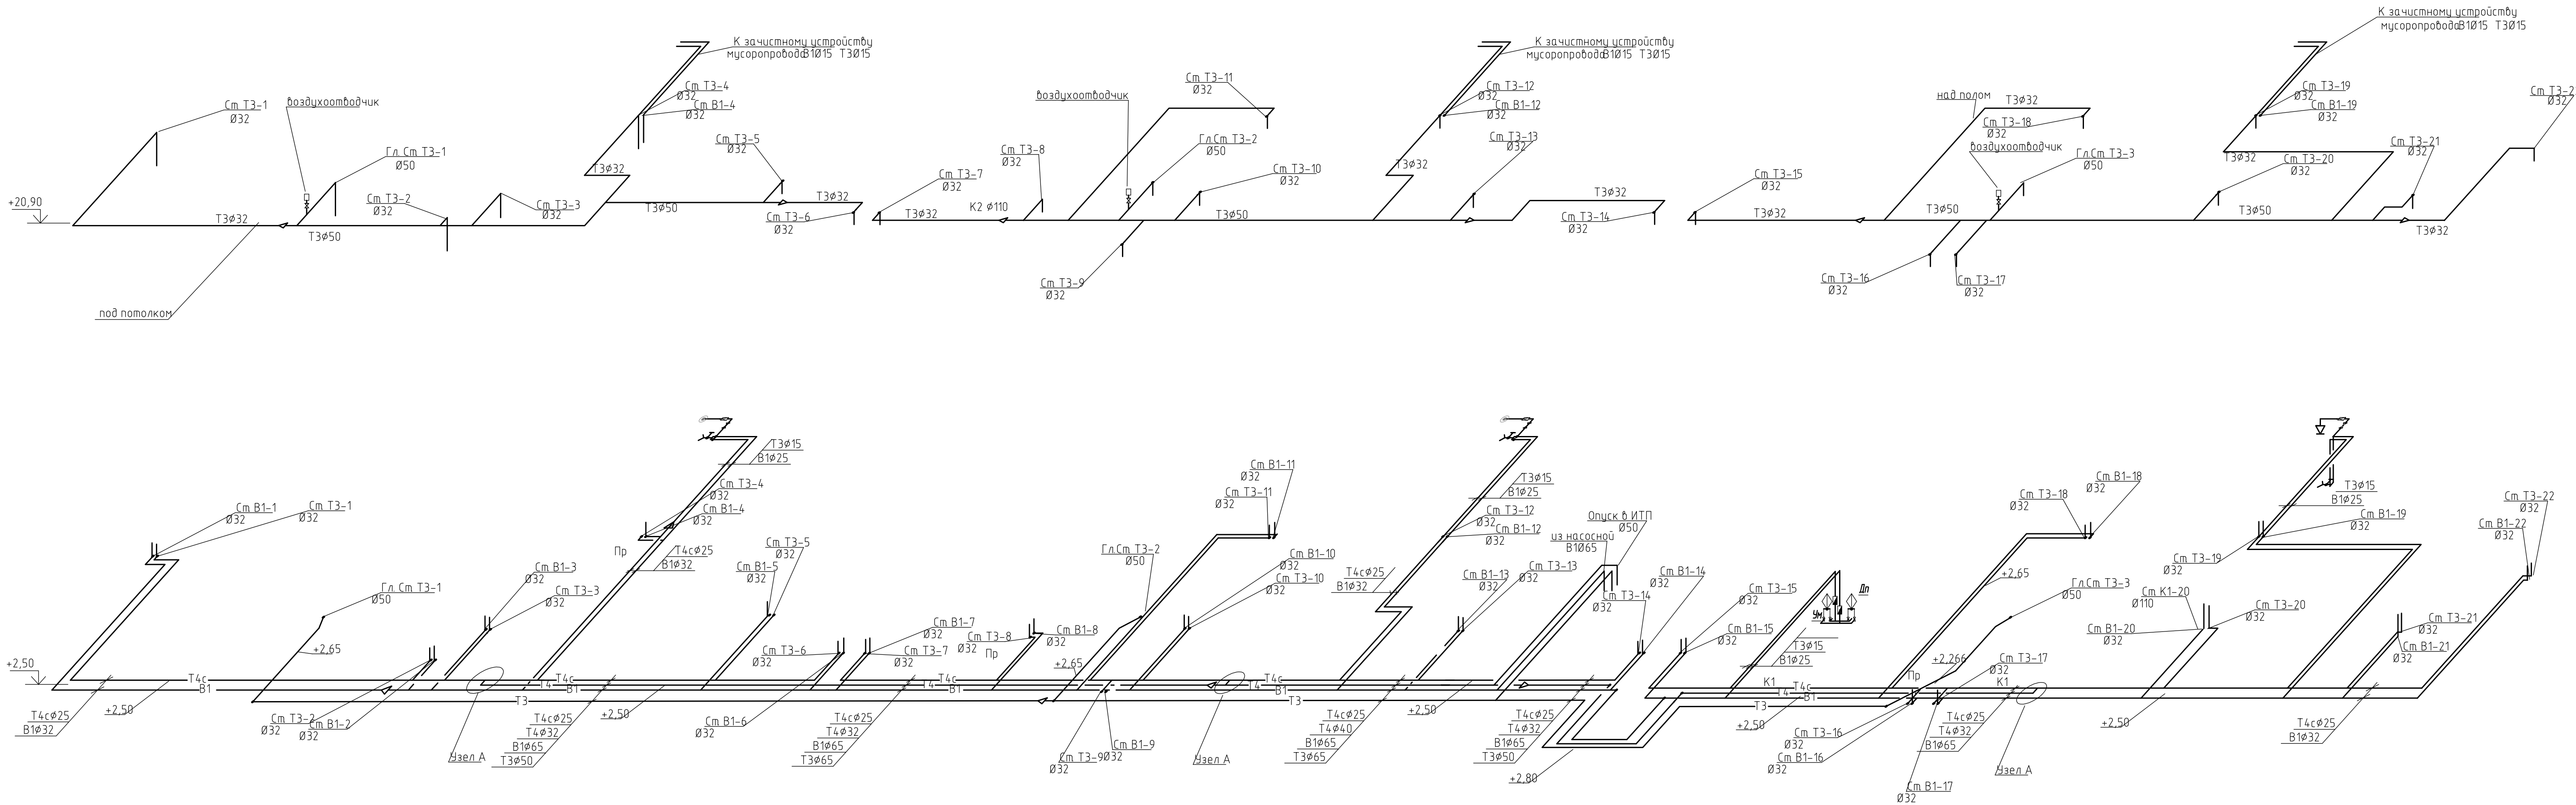 К зачистному устройству
мусоропровода В1Ø15 Т3Ø15
Ст Т3-4
Ø32
Ст В1-4
Ø32
Ст Т3-1
Ø32
воздухоотводчик
Гл. Ст Т3-1
Ø50
Ст Т3-2
Ø32
Ст Т3-3
Ø32
Ст Т3-5
Ø32
Т3ø32
Т3ø32
Т3ø50
Ст Т3-6
Ø32
+20,90
Т3ø32
Т3ø50
под потолком
К зачистному устройству
мусоропровода В1Ø15 Т3Ø15
Ст Т3-11
Ø32
воздухоотводчик
Ст Т3-12
Ø32
Ст В1-12
Ø32
Ст Т3-8
Ø32
Гл.Ст Т3-2
Ø50
Ст Т3-13
Ø32
Ст Т3-7
Ø32
Ст Т3-10
Ø32
Т3ø32
Т3ø32
Т3ø32
К2 ø110
Т3ø50
Ст Т3-14
Ø32
Ст Т3-9
Ø32
К зачистному устройству
мусоропровода В1Ø15 Т3Ø15
Ст Т3-19
Ø32
Ст В1-19
Ø32
Ст Т3-2
Ø32
над полом
Т3ø32
Ст Т3-18
Ø32
воздухоотводчик
Гл.Ст Т3-3
Ø50
Т3ø32
Ст Т3-20
Ø32
Ст Т3-21
Ø32
Ст Т3-15
Ø32
Т3ø32
Т3ø50
Т3ø50
Т3ø32
Ст Т3-16
Ø32
Ст Т3-17
Ø32
Т3ø15
В1ø25
Ст Т3-4
Ø32
Ст В1-4
Ø32
Ст В1-1
Ø32
Ст Т3-1
Ø32
Пр
Т4сø25
В1ø32
Ст Т3-5
Ø32
Ст В1-5
Ø32
Ст В1-3
Ø32
Ст Т3-3
Ø32
Гл. Ст Т3-1
Ø50
+2,65
Ст Т3-6
Ø32
Ст В1-7
Ø32
Ст Т3-7
Ø32
Ст Т3-8
Ø32
Пр
Ст В1-8
Ø32
+2,65
+2,50
Т4с
В1
+2,50
Т4сø25
В1ø32
Ст Т3-2
Ø32
Ст В1-2
Ø32
Узел А
Т4с
Т4
В1
Т3
Т4сø25
Т4ø32
В1ø65
Т3ø50
+2,50
Ст В1-6
Ø32
Т4с
Т4
В1
Т4сø25
Т4ø32
В1ø65
Т3ø65
Ст В1-11
Ø32
Ст Т3-11
Ø32
Гл.Ст Т3-2
Ø50
Ст В1-10
Ø32
Ст Т3-10
Ø32
Т3ø15
В1ø25
Ст Т3-12
Ø32
Ст В1-12
Ø32
Т4сø25
В1ø32
Ст В1-13
Ø32
Ст Т3-13
Ø32
Опуск в ИТП
Ø50
из насосной
В1Ø65
Ст В1-14
Ø32
Ст Т3-14
Ø32
Ст Т3-9
Ø32
Ст В1-9
Ø32
Узел А
Т4с
Т4
В1
Т3
Т4сø25
Т4ø40
В1ø65
Т3ø65
+2,50
Т4сø25
Т4ø32
В1ø65
Т3ø50
+2,80
Ст Т3-15
Ø32
Ст В1-15
Ø32
Т3ø15
В1ø25
Ум
Дп
К1
Т4с
Т4
В1
Т3
+2,50
Ст Т3-18
Ø32
Ст В1-18
Ø32
+2,65
Гл.Ст Т3-3
Ø50
+2,266
Пр
Ст Т3-17
Ø32
К1
Ст Т3-16
Ø32
Ст В1-16
Ø32
Ст В1-17
Ø32
Т4сø25
Т4ø32
В1ø65
Узел А
Т3ø15
В1ø25
Ст В1-19
Ø32
Ст Т3-19
Ø32
Ст К1-20
Ø110
Ст Т3-20
Ø32
Ст В1-20
Ø32
+2,50
Ст Т3-22
Ø32
Ст В1-22
Ø32
Ст Т3-21
Ø32
Ст В1-21
Ø32
Т4сø25
В1ø32